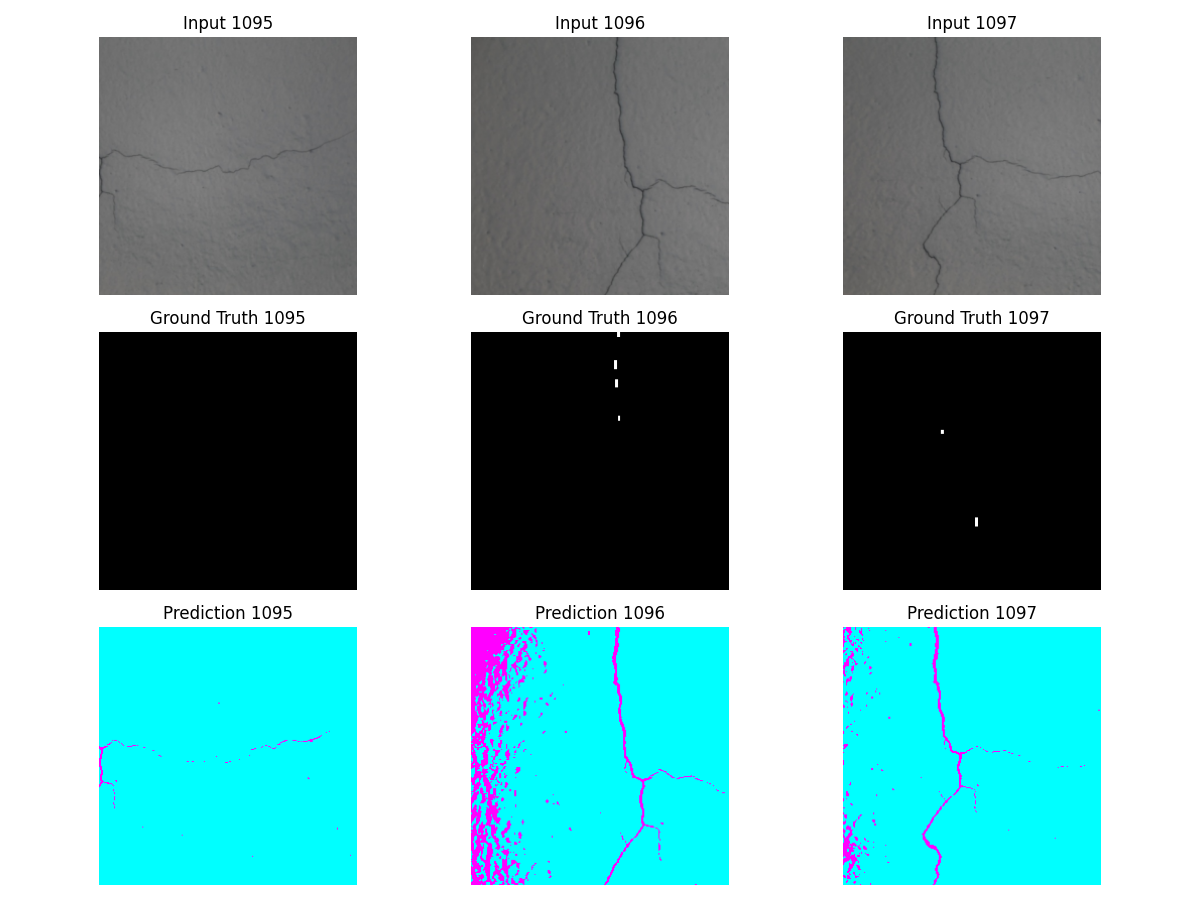 Input 1095
Input 1096
Input 1097
Ground Truth 1095
Ground Truth 1096
Ground Truth 1097
Prediction 1095
Prediction 1096
Prediction 1097